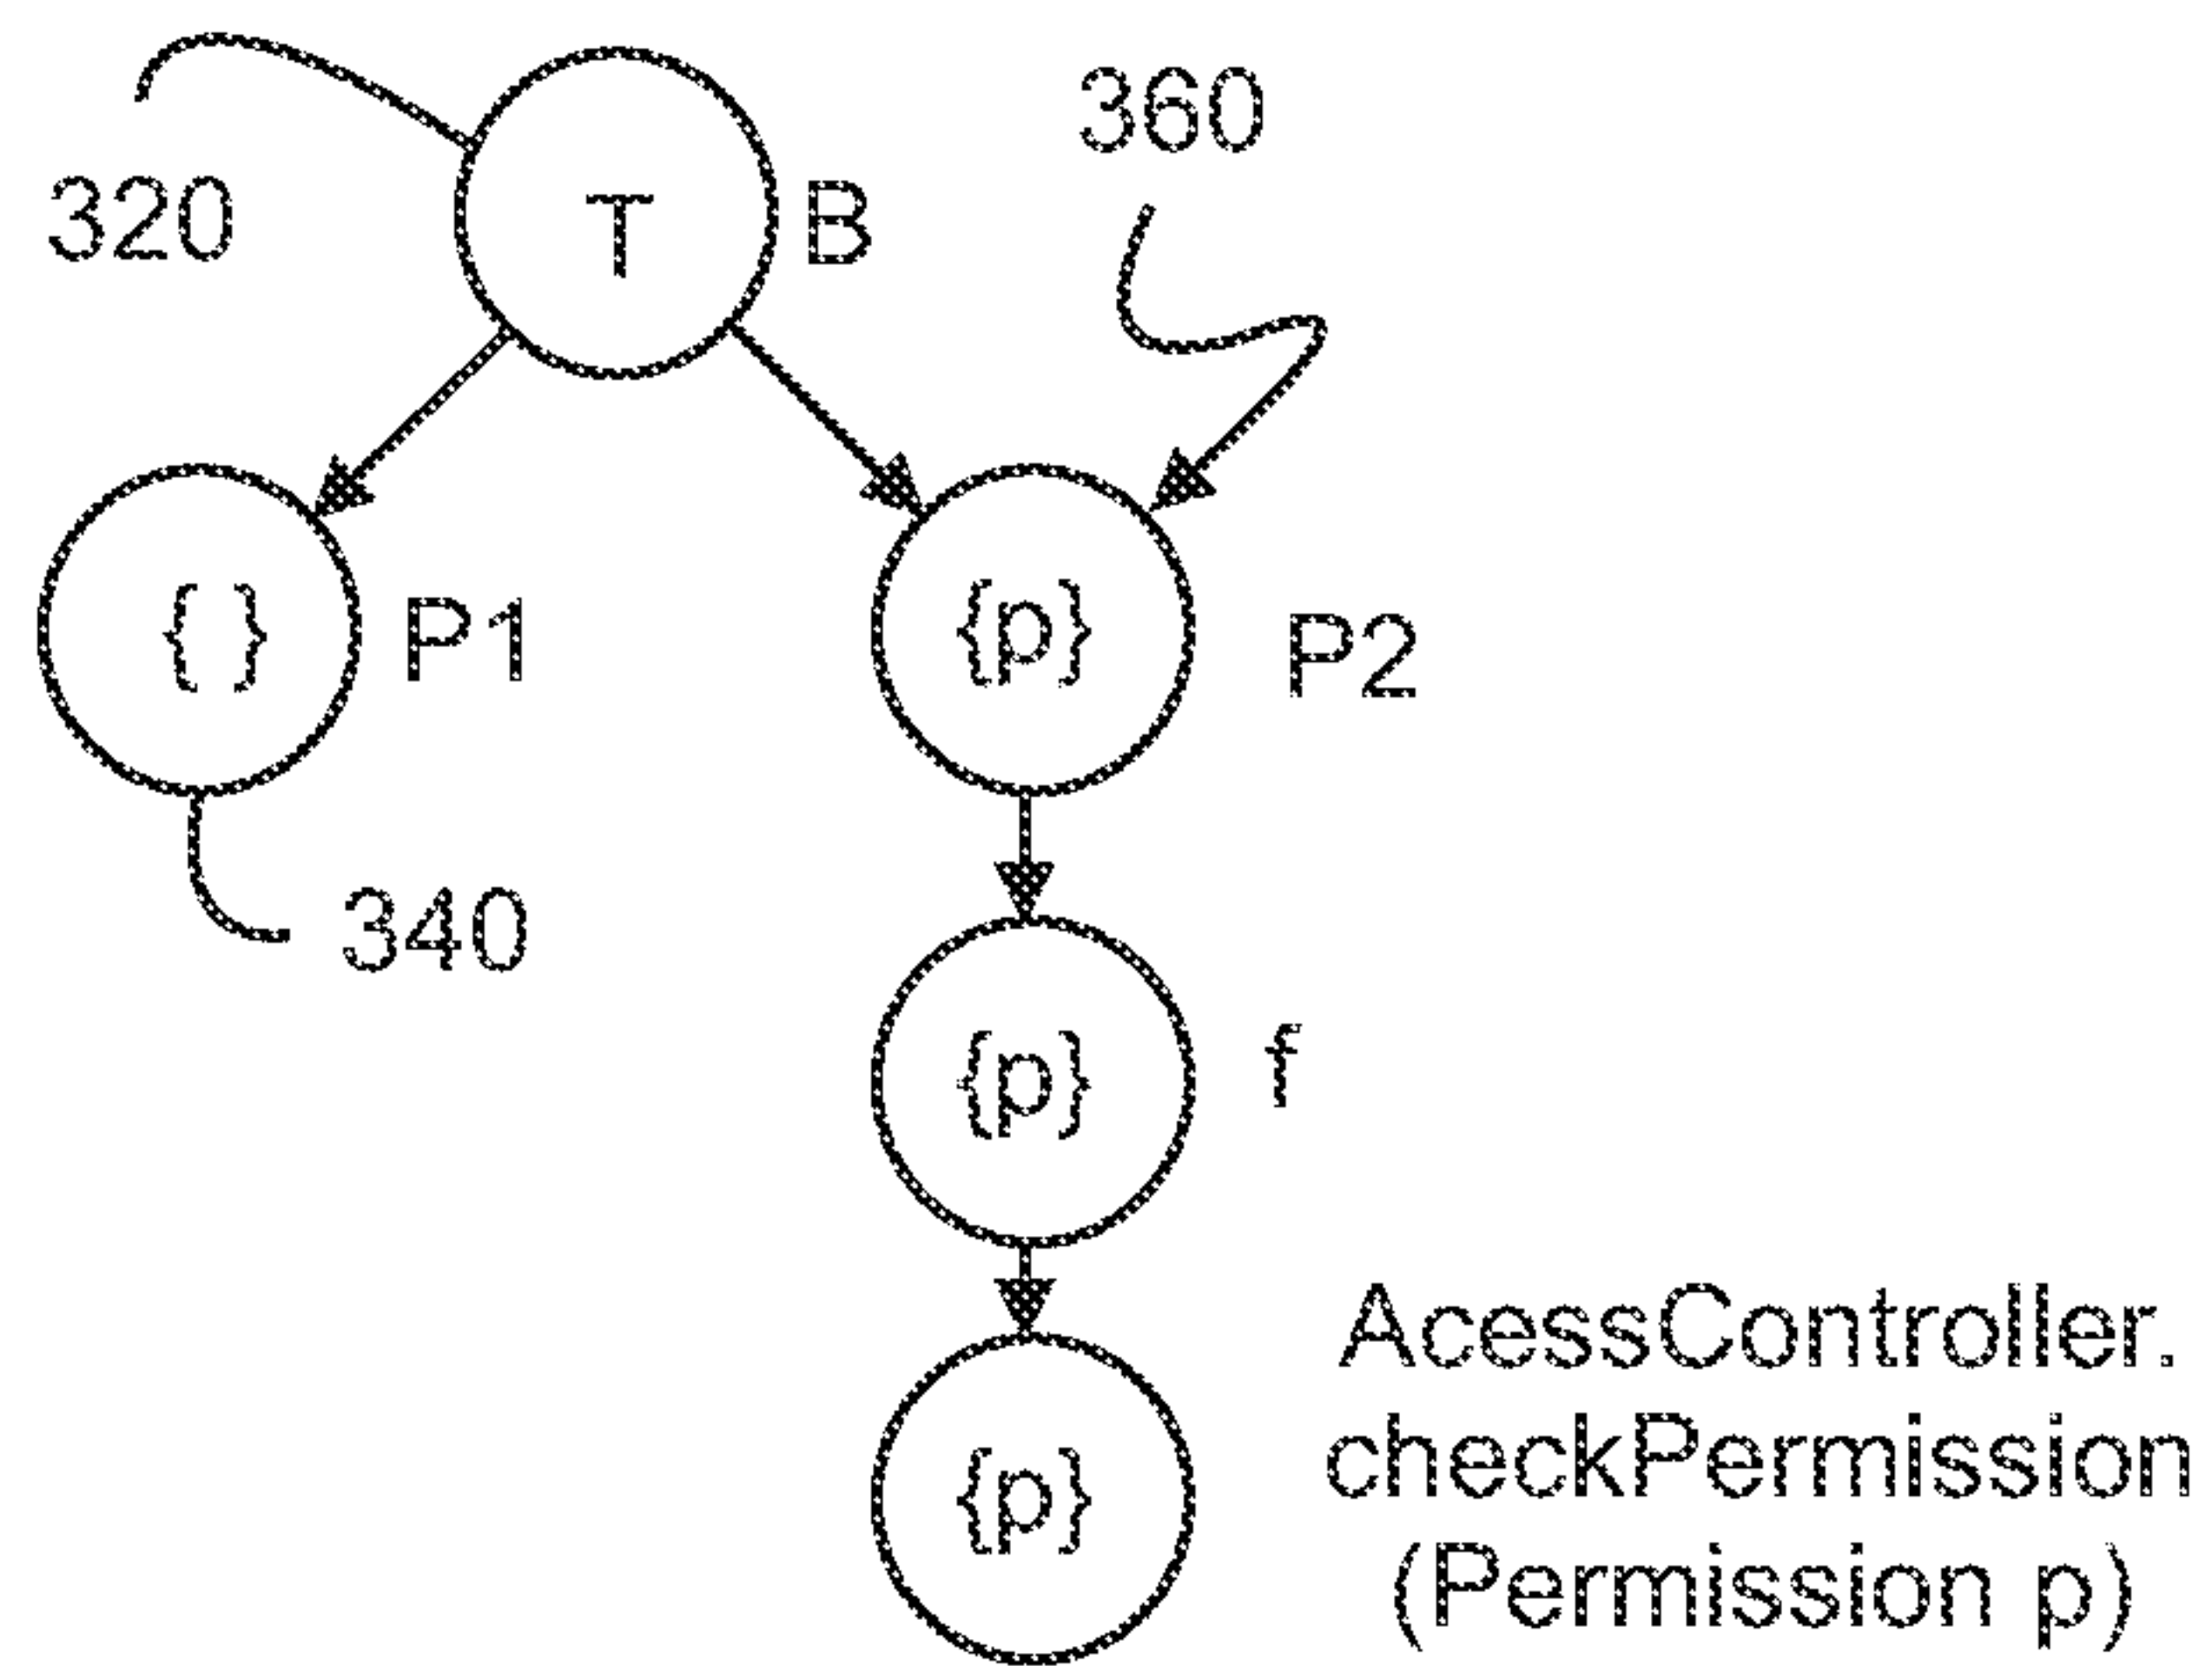 320
T
B
360
{ }
P1
{p}
P2
340
{p}
f
{p}
AcessController.
checkPermission
(Permission p)